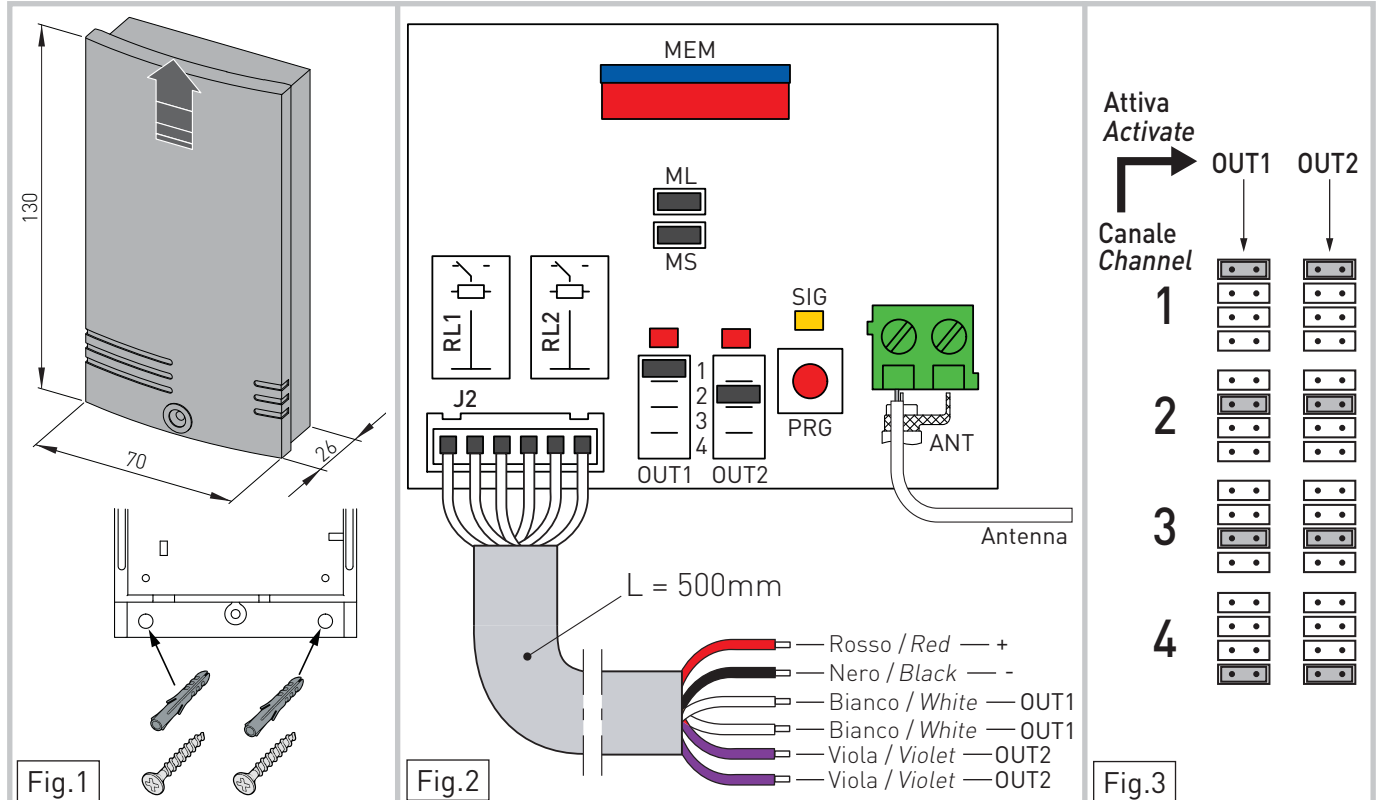 130
70
26
Fig.1
MEM
ML
MS
RL1
RL2
SIG
J2
1
2
3
4
OUT1 OUT2
PRG
ANT
Antenna
L = 500mm
Rosso / Red +
Nero / Black -
Bianco / White OUT1
Bianco / White OUT1
Viola / Violet OUT2
Viola / Violet OUT2
Fig.2
Attiva
Activate
OUT1 OUT2
Canale
Channel
1
2
3
4
Fig.3